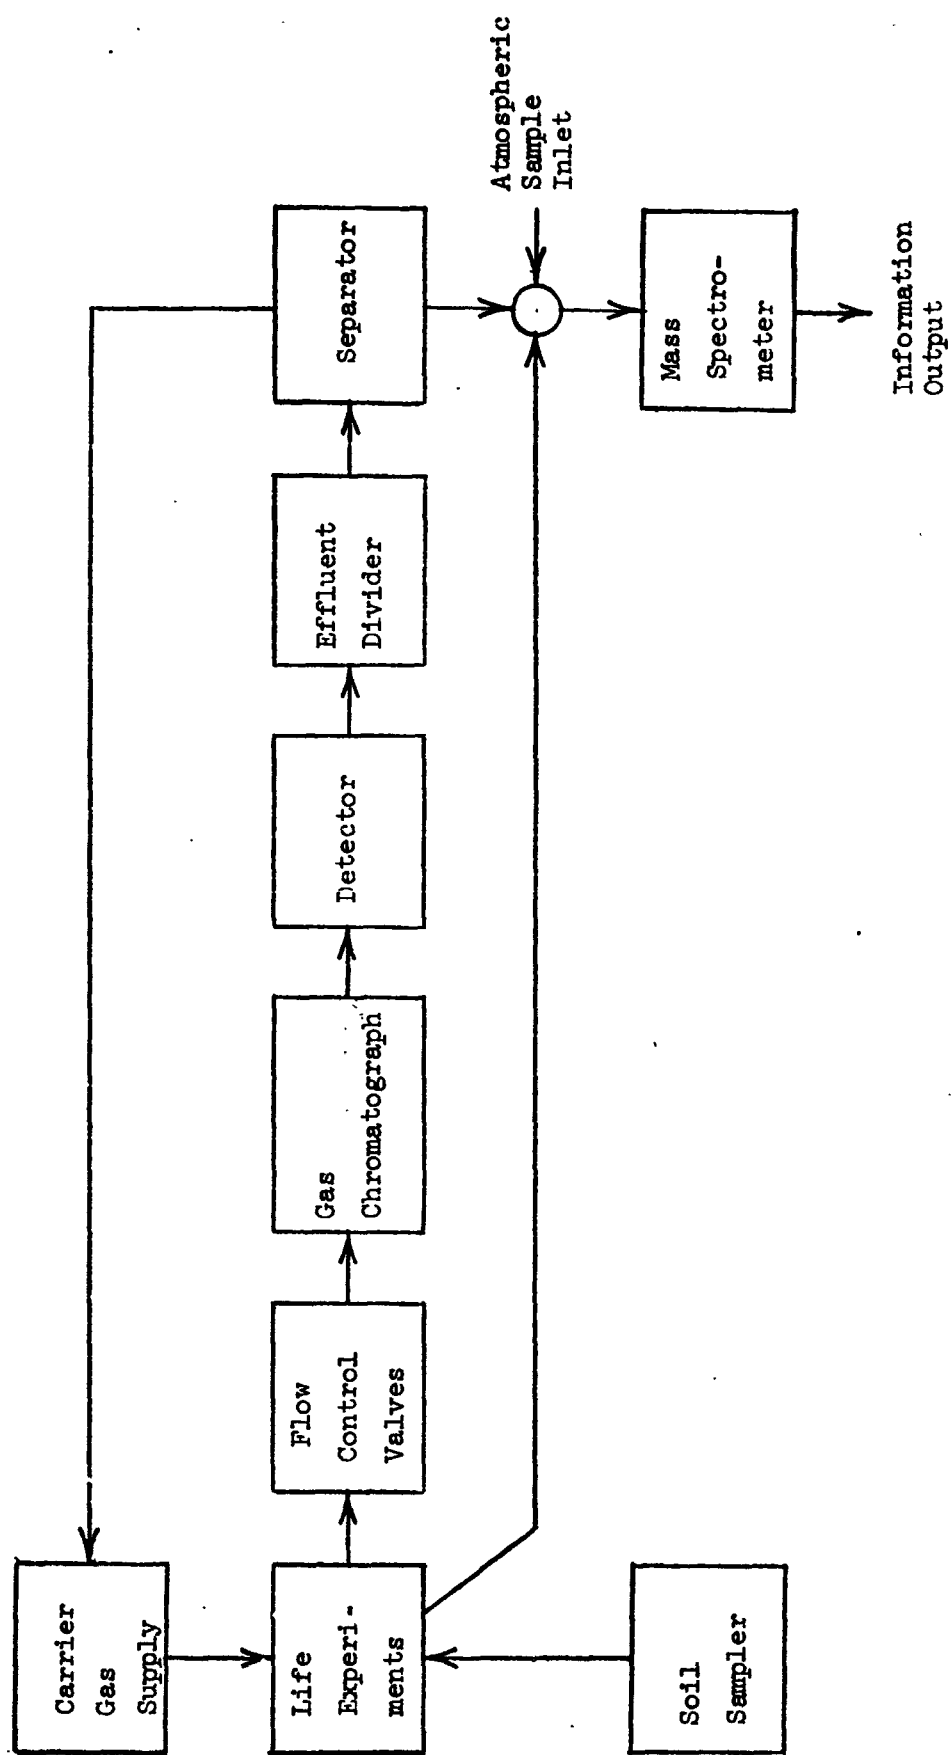 Carrier
Gas
Supply
Life
Experi-
ments
Flow
Control
Valves
Gas
Chromatograph
Detector
Effluent
Divider
Separator
Atmospheric
Sample
Inlet
Soil
Sampler
Mass
Spectro-
meter
Information
Output